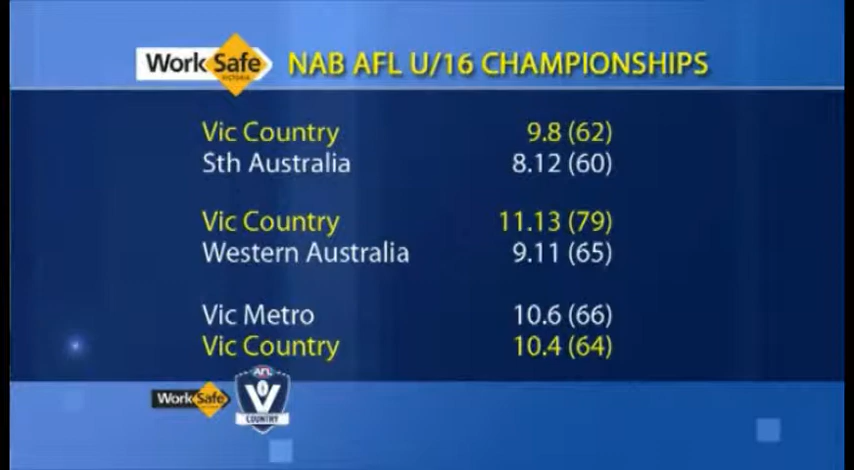 WorkSafe
VICTORIA
NAB AFL U/16 CHAMPIONSHIPS
Vic Country 9.8 (62)
Sth Australia 8.12 (60)
Vic Country 11.13 (79)
Western Australia 9.11 (65)
Vic Metro 10.6 (66)
Vic Country 10.4 (64)
WorkSafe
AFL
V
COUNTRY